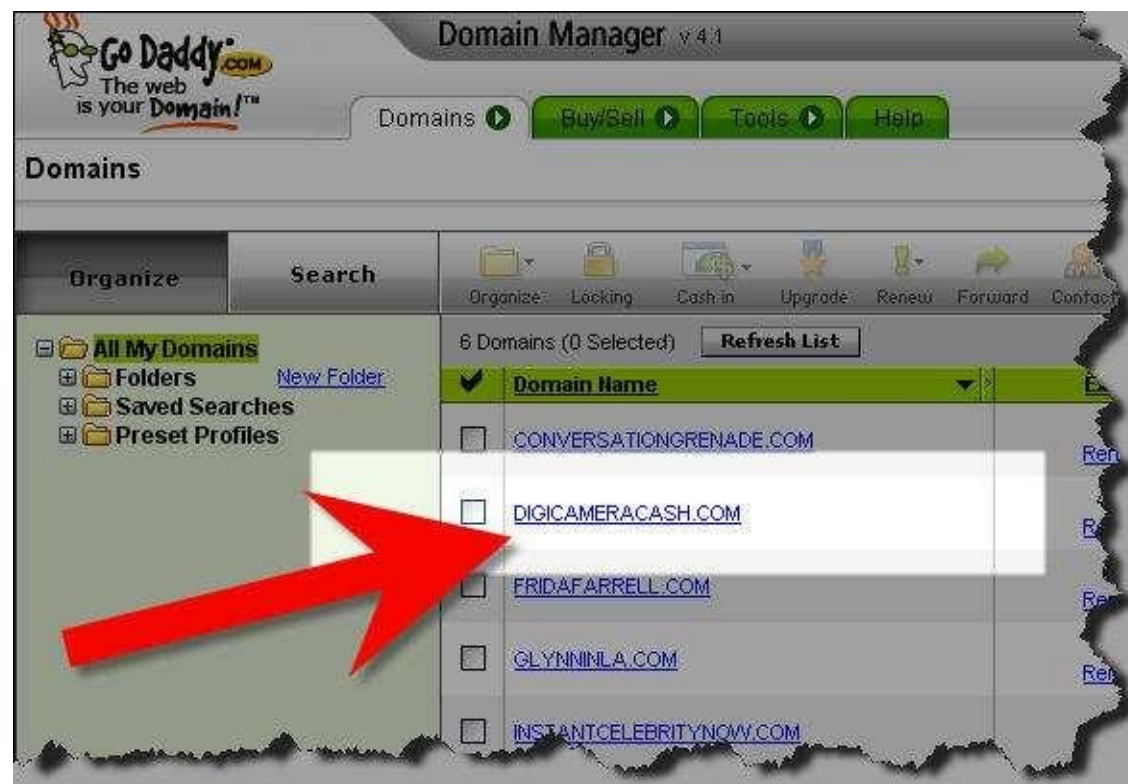 Go Daddy.COM
The web
is your Domain!™
Domain Manager v 4.1
Domains Buy/Sell Tools Help
Domains
Organize Search
Organize Locking Cash in Upgrade Renew Forward Contact
6 Domains (0 Selected) Refresh List
All My Domains
Folders New Folder
Saved Searches
Preset Profiles
Domain Name
CONVERSATIONGRENADE.COM
DIGICAMERACASH.COM
FRIDAFARRELL.COM
GLYNNINLA.COM
INSTANTCELEBRITYNOW.COM